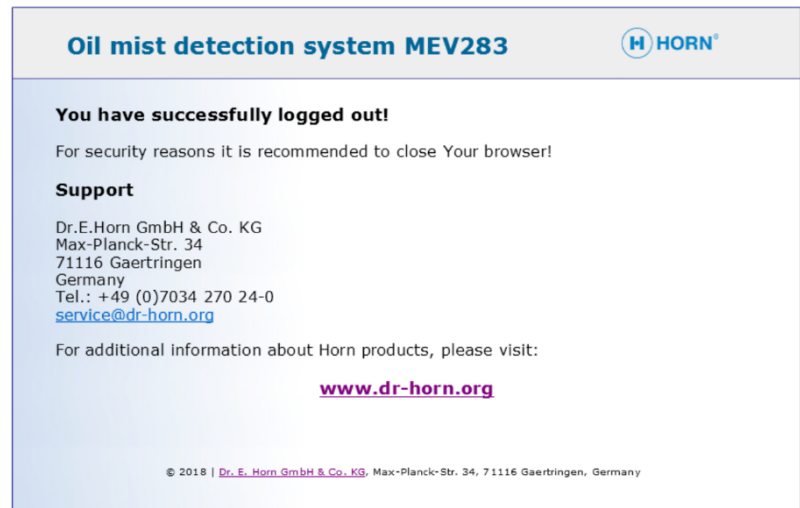 Oil mist detection system MEV283
H HORN®
You have successfully logged out!
For security reasons it is recommended to close Your browser!
Support
Dr.E.Horn GmbH & Co. KG
Max-Planck-Str. 34
71116 Gaertringen
Germany
Tel.: +49 (0)7034 270 24-0
service@dr-horn.org
For additional information about Horn products, please visit:
www.dr-horn.org
© 2018 | Dr. E. Horn GmbH & Co. KG, Max-Planck-Str. 34, 71116 Gaertringen, Germany